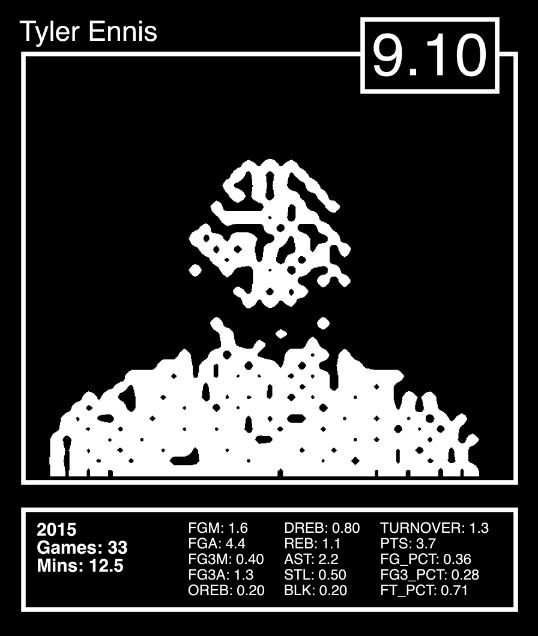 Tyler Ennis
9.10
2015
Games: 33
Mins: 12.5
FGM: 1.6
FGA: 4.4
FG3M: 0.40
FG3A: 1.3
OREB: 0.20
DREB: 0.80
REB: 1.1
AST: 2.2
STL: 0.50
BLK: 0.20
TURNOVER: 1.3
PTS: 3.7
FG_PCT: 0.36
FG3_PCT: 0.28
FT_PCT: 0.71